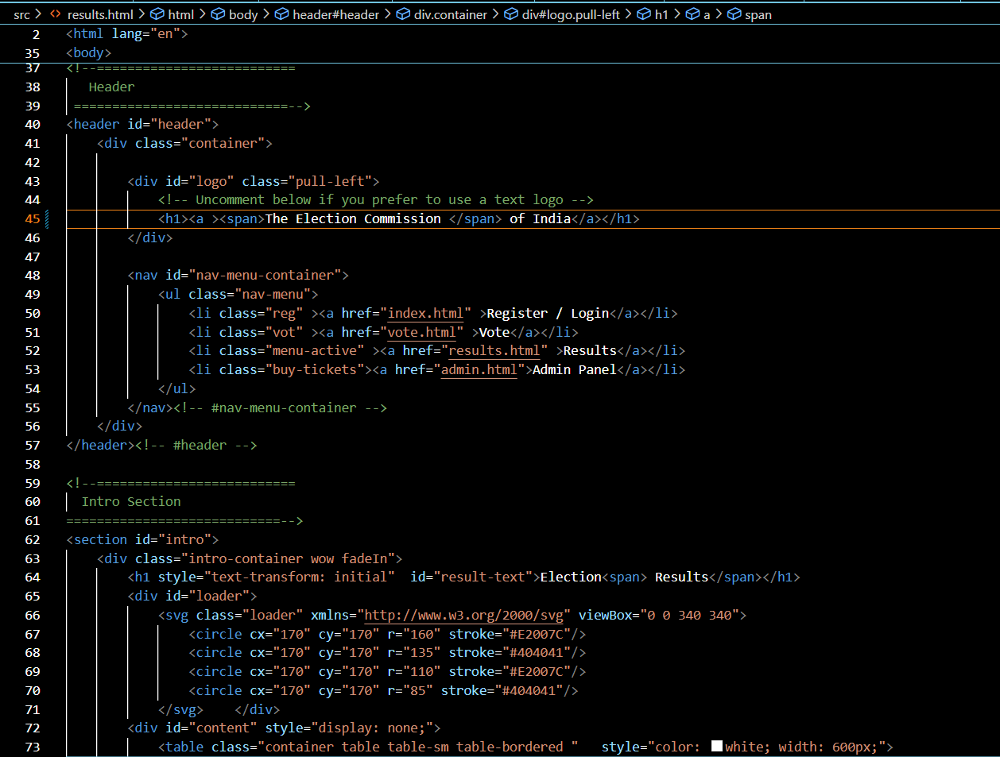 src > <> results.html > html > body > header#header > div.container > div#logo.pull-left > h1 > a > span
2 <html lang="en">
35 <body>
37 <!--==========================
38 Header
39 ============================-->
40 <header id="header">
41 <div class="container">
42
43 <div id="logo" class="pull-left">
44 <!-- Uncomment below if you prefer to use a text logo -->
45 <h1><a ><span>The Election Commission </span> of India</a></h1>
46 </div>
47
48 <nav id="nav-menu-container">
49 <ul class="nav-menu">
50 <li class="reg" ><a href="index.html" >Register / Login</a></li>
51 <li class="vot" ><a href="vote.html" >Vote</a></li>
52 <li class="menu-active" ><a href="results.html" >Results</a></li>
53 <li class="buy-tickets"><a href="admin.html">Admin Panel</a></li>
54 </ul>
55 </nav><!-- #nav-menu-container -->
56 </div>
57 </header><!-- #header -->
58
59 <!--==========================
60 Intro Section
61 ============================-->
62 <section id="intro">
63 <div class="intro-container wow fadeIn">
64 <h1 style="text-transform: initial"  id="result-text">Election<span> Results</span></h1>
65 <div id="loader">
66 <svg class="loader" xmlns="http://www.w3.org/2000/svg" viewBox="0 0 340 340">
67 <circle cx="170" cy="170" r="160" stroke="#E2007C"/>
68 <circle cx="170" cy="170" r="135" stroke="#404041"/>
69 <circle cx="170" cy="170" r="110" stroke="#E2007C"/>
70 <circle cx="170" cy="170" r="85" stroke="#404041"/>
71 </svg>    </div>
72 <div id="content" style="display: none;">
73 <table class="container table table-sm table-bordered "   style="color: white; width: 600px;">